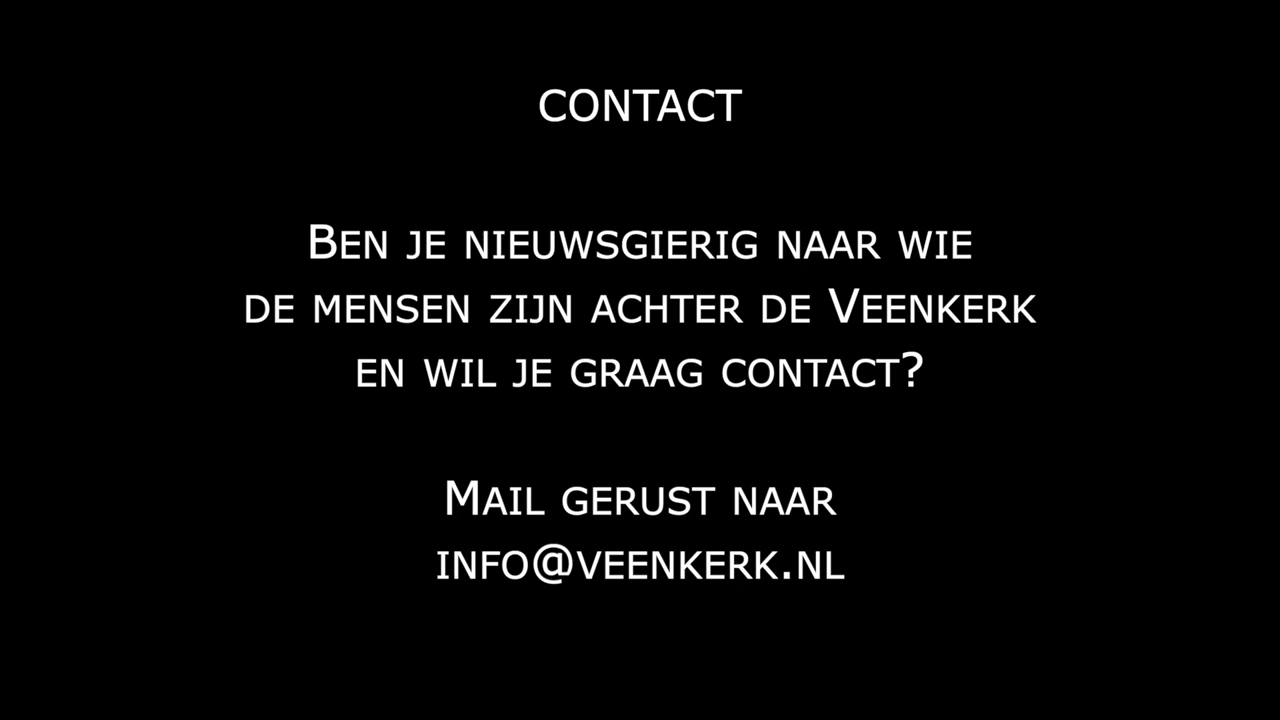 CONTACT
BEN JE NIEUWSGIERIG NAAR WIE
DE MENSEN ZIJN ACHTER DE VEENKERK
EN WIL JE GRAAG CONTACT?
MAIL GERUST NAAR
INFO@VEENKERK.NL